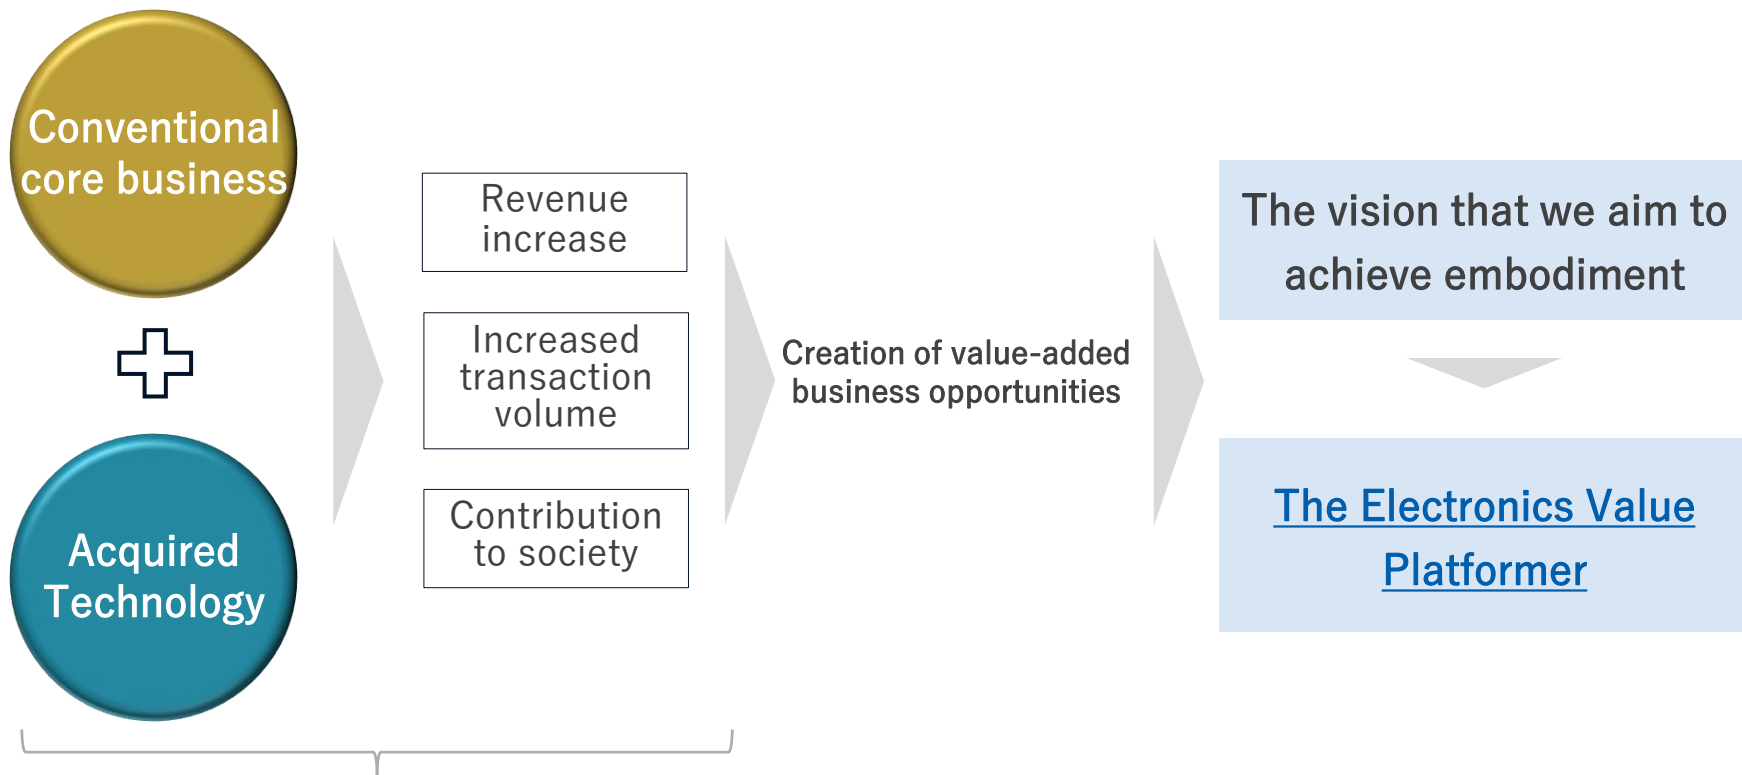 Conventional
core business
Acquired
Technology
Revenue
increase
Increased
transaction
volume
Contribution
to society
Creation of value-added
business opportunities
The vision that we aim to
achieve embodiment
The Electronics Value
Platformer